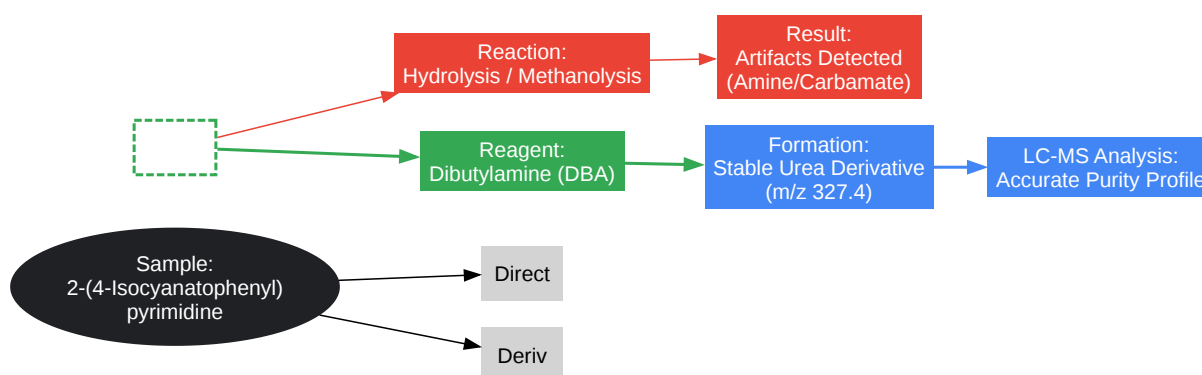 Reaction:
Hydrolysis / Methanolysis
Result:
Artifacts Detected
(Amine/Carbamate)
Reagent:
Dibutylamine (DBA)
Formation:
Stable Urea Derivative
(m/z 327.4)
LC-MS Analysis:
Accurate Purity Profile
Sample:
2-(4-Isocyanatophenyl)
pyrimidine
Direct
Deriv